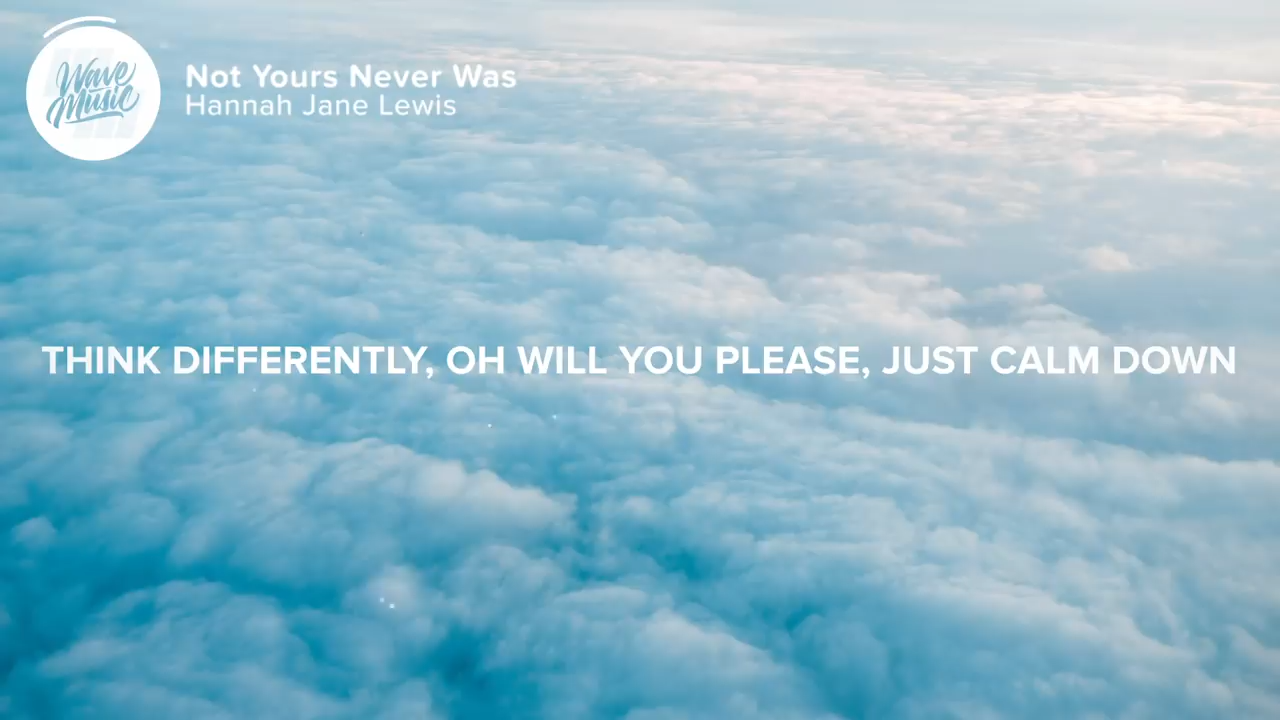 Wave
Music
Not Yours Never Was
Hannah Jane Lewis
THINK DIFFERENTLY, OH WILL YOU PLEASE, JUST CALM DOWN